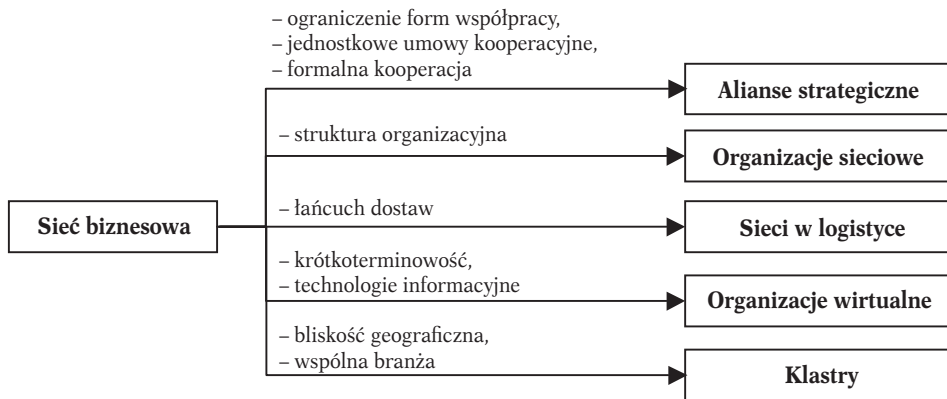 – ograniczenie form współpracy,
– jednostkowe umowy kooperacyjne,
– formalna kooperacja
Alianse strategiczne
– struktura organizacyjna
Organizacje sieciowe
Sieć biznesowa
– łańcuch dostaw
Sieci w logistyce
– krótkoterminowość,
– technologie informacyjne
Organizacje wirtualne
– bliskość geograficzna,
– wspólna branża
Klastry